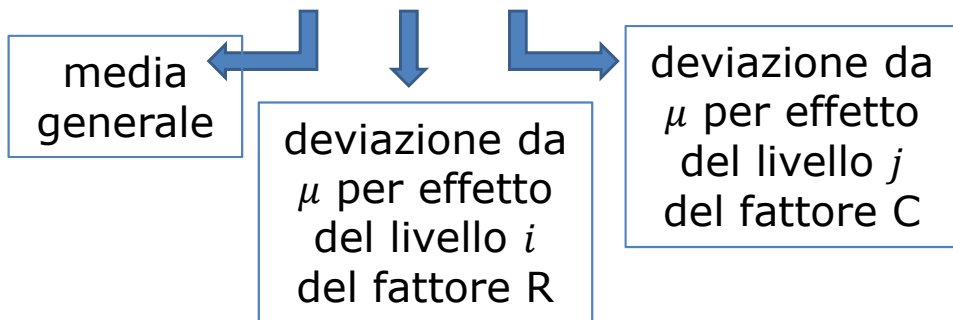 media
generale
deviazione da
𝜇 per effetto
del livello 𝑖
del fattore R
deviazione da
𝜇 per effetto
del livello 𝑗
del fattore C